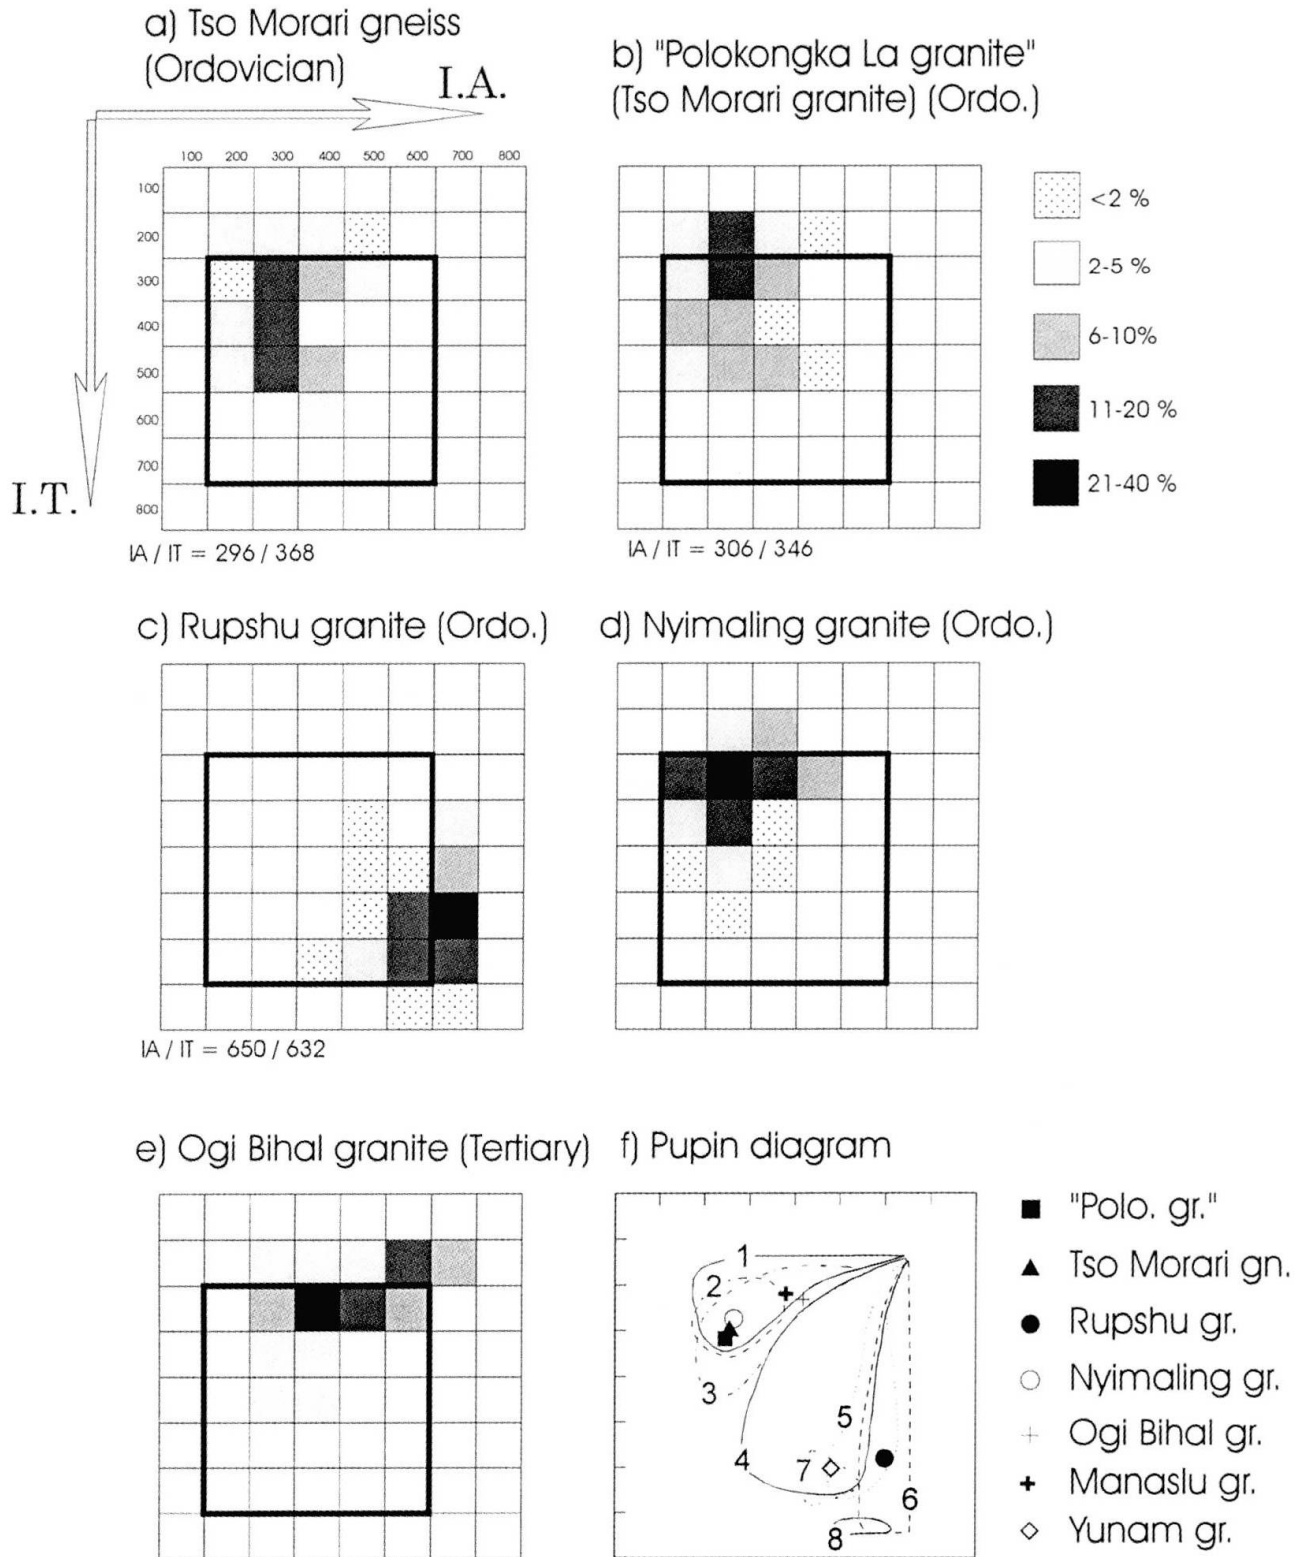 a) Tso Morari gneiss
(Ordovician)
I.A.
b) "Polokongka La granite"
(Tso Morari granite) (Ordo.)
100 200 300 400 500 600 700 800
100
200
300
400
500
600
700
800
I.T.
<2 %
2-5 %
6-10%
11-20 %
21-40 %
IA / IT = 296 / 368
IA / IT = 306 / 346
c) Rupshu granite (Ordo.)
d) Nyimaling granite (Ordo.)
IA / IT = 650 / 632
e) Ogi Bihal granite (Tertiary)
f) Pupin diagram
1
2
3
4
5
6
7
8
"Polo. gr."
Tso Morari gn.
Rupshu gr.
Nyimaling gr.
Ogi Bihal gr.
Manaslu gr.
Yunam gr.